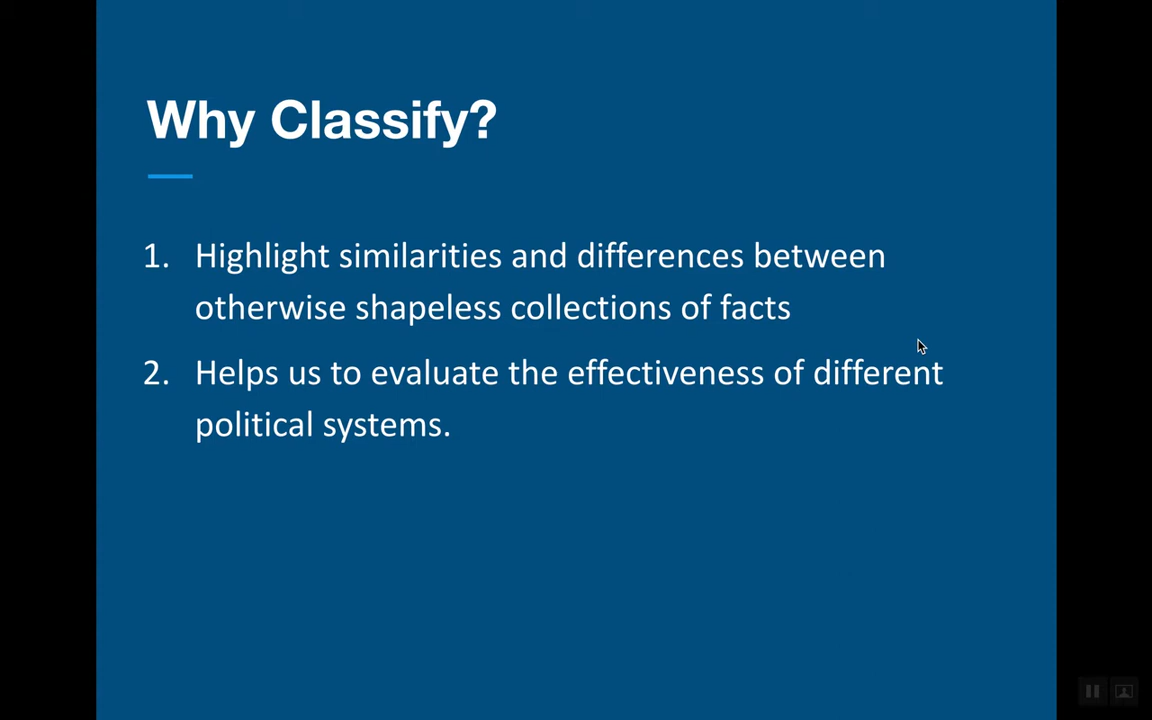 Why Classify?
1. Highlight similarities and differences between
otherwise shapeless collections of facts
2. Helps us to evaluate the effectiveness of different
political systems.